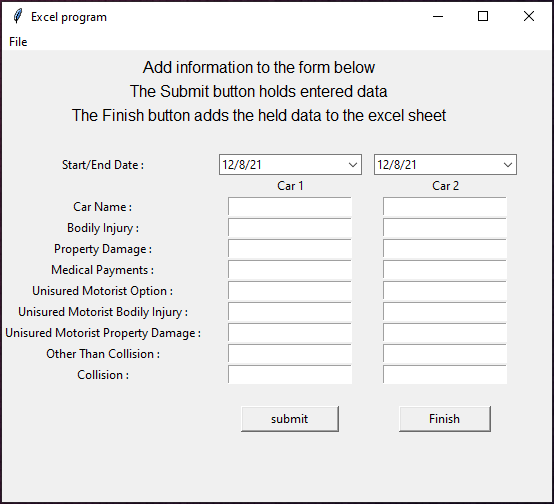 Excel program
File
Add information to the form below
The Submit button holds entered data
The Finish button adds the held data to the excel sheet
Start/End Date : 12/8/21 12/8/21
Car 1 Car 2
Car Name :
Bodily Injury :
Property Damage :
Medical Payments :
Unisured Motorist Option :
Unisured Motorist Bodily Injury :
Unisured Motorist Property Damage :
Other Than Collision :
Collision :
submit Finish